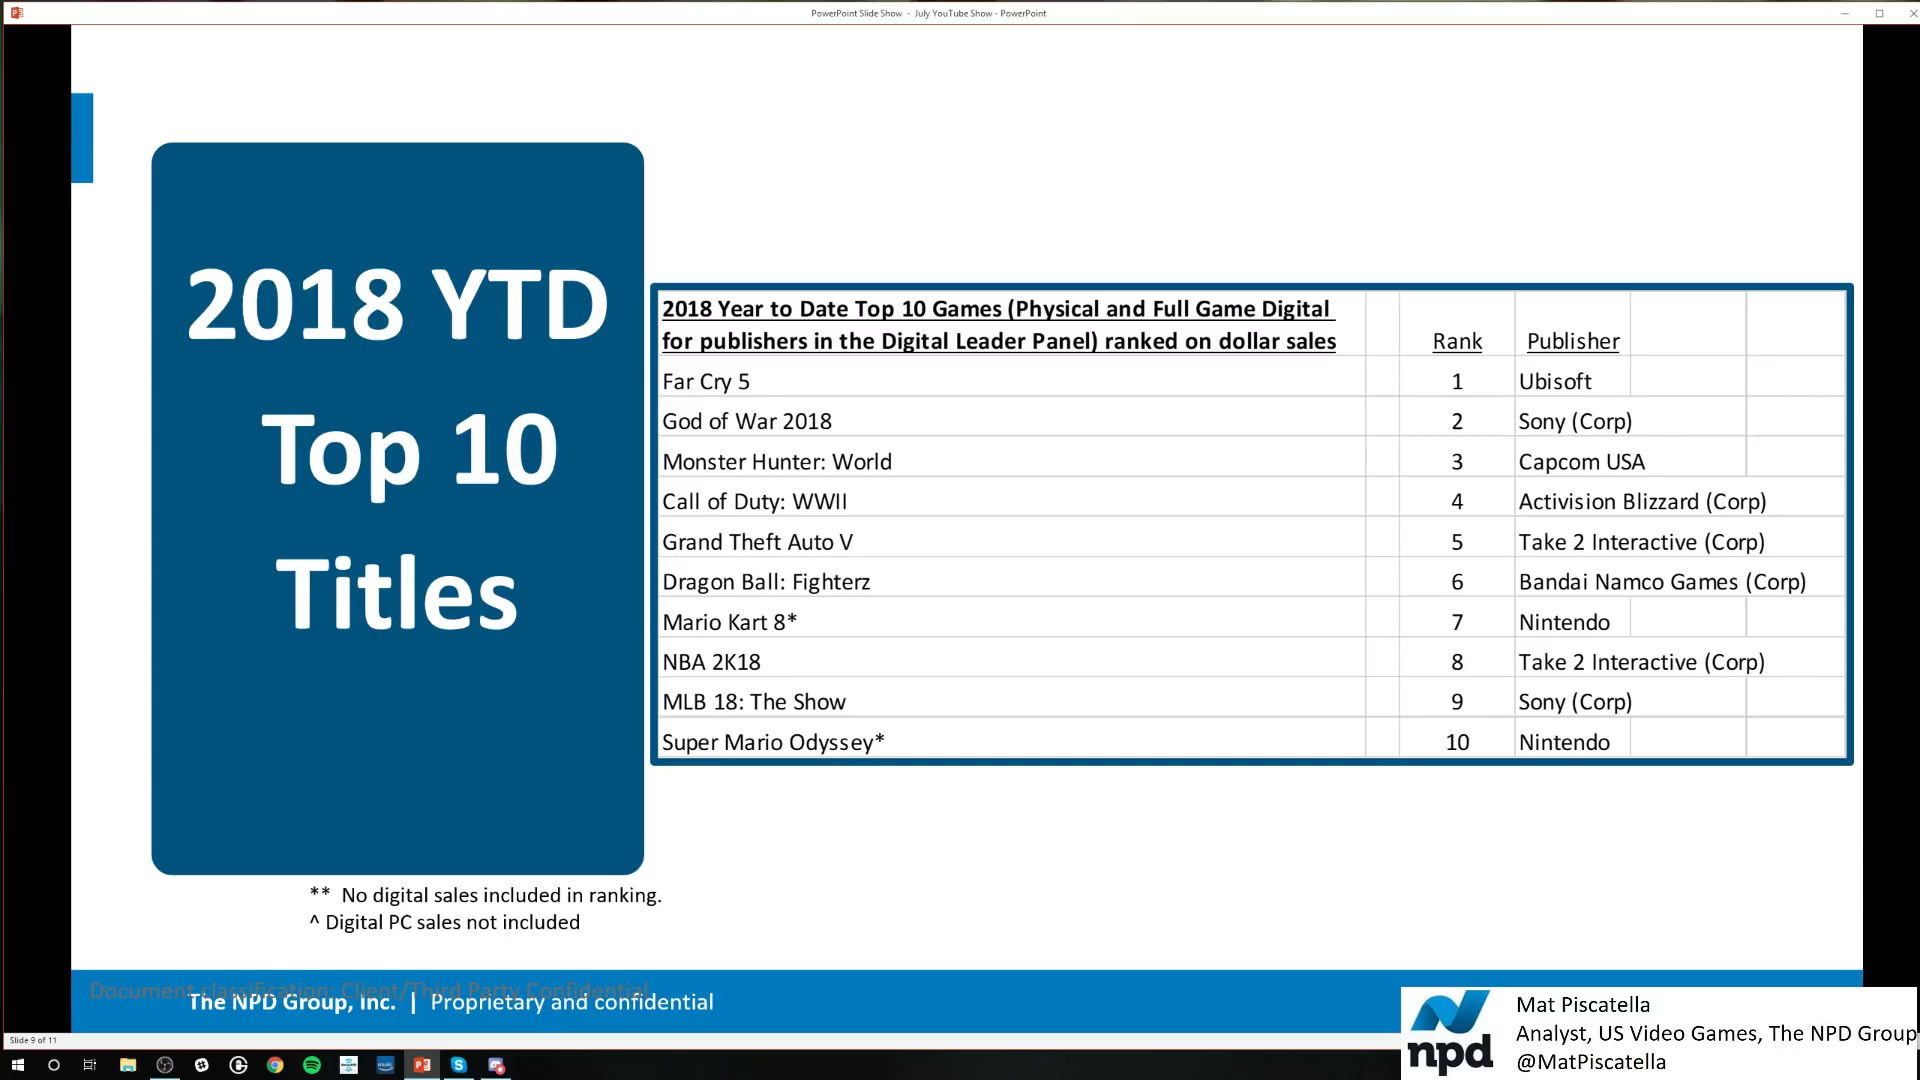 PowerPoint Slide Show - July YouTube Show - PowerPoint
2018 YTD
Top 10
Titles
2018 Year to Date Top 10 Games (Physical and Full Game Digital
for publishers in the Digital Leader Panel) ranked on dollar sales Rank Publisher
Far Cry 5 1 Ubisoft
God of War 2018 2 Sony (Corp)
Monster Hunter: World 3 Capcom USA
Call of Duty: WWII 4 Activision Blizzard (Corp)
Grand Theft Auto V 5 Take 2 Interactive (Corp)
Dragon Ball: Fighterz 6 Bandai Namco Games (Corp)
Mario Kart 8* 7 Nintendo
NBA 2K18 8 Take 2 Interactive (Corp)
MLB 18: The Show 9 Sony (Corp)
Super Mario Odyssey* 10 Nintendo
** No digital sales included in ranking.
^ Digital PC sales not included
Document classification: Client/Third Party Confidential
The NPD Group, Inc. | Proprietary and confidential
npd
Mat Piscatella
Analyst, US Video Games, The NPD Group
@MatPiscatella
Slide 9 of 11